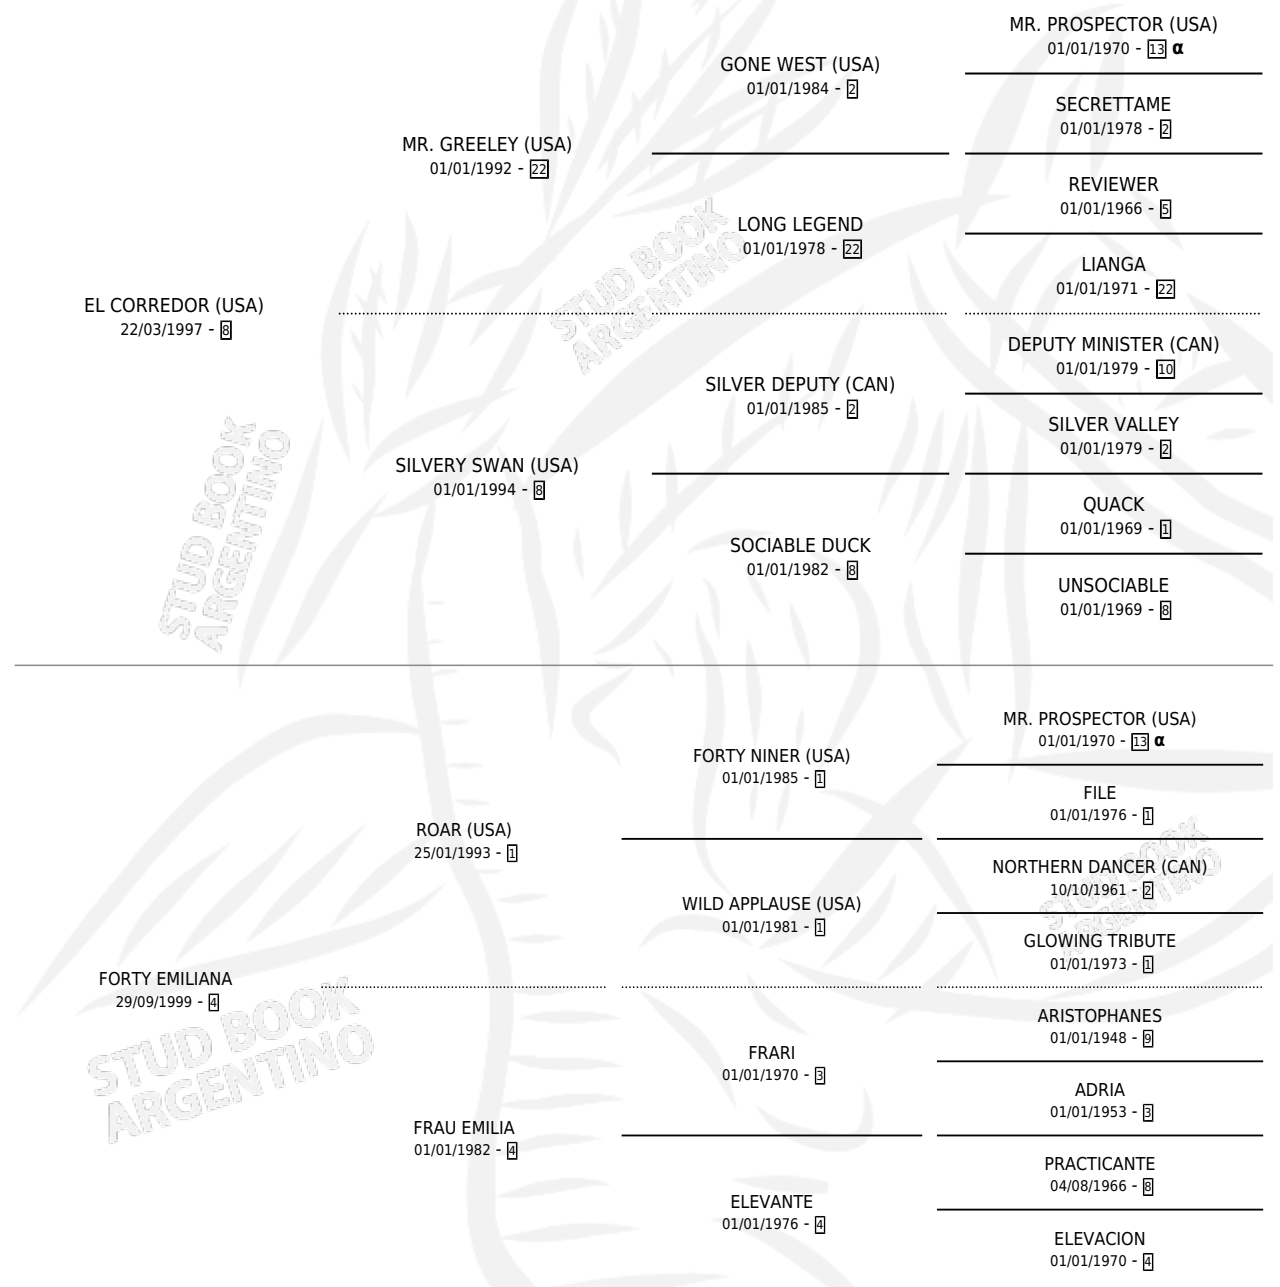 MR. PROSPECTOR (USA)
01/01/1970 - 13 α
GONE WEST (USA)
01/01/1984 - 2
SECRETTAME
01/01/1978 - 2
MR. GREELEY (USA)
01/01/1992 - 22
REVIEWER
01/01/1966 - 5
LONG LEGEND
01/01/1978 - 22
LIANGA
01/01/1971 - 22
EL CORREDOR (USA)
22/03/1997 - 8
DEPUTY MINISTER (CAN)
01/01/1979 - 10
SILVER DEPUTY (CAN)
01/01/1985 - 2
SILVER VALLEY
01/01/1979 - 2
SILVERY SWAN (USA)
01/01/1994 - 8
QUACK
01/01/1969 - 1
SOCIABLE DUCK
01/01/1982 - 8
UNSOCIABLE
01/01/1969 - 8
MR. PROSPECTOR (USA)
01/01/1970 - 13 α
FORTY NINER (USA)
01/01/1985 - 1
FILE
01/01/1976 - 1
ROAR (USA)
25/01/1993 - 1
NORTHERN DANCER (CAN)
10/10/1961 - 2
WILD APPLAUSE (USA)
01/01/1981 - 1
GLOWING TRIBUTE
01/01/1973 - 1
FORTY EMILIANA
29/09/1999 - 4
ARISTOPHANES
01/01/1948 - 9
FRARI
01/01/1970 - 3
ADRIA
01/01/1953 - 3
FRAU EMILIA
01/01/1982 - 4
PRACTICANTE
04/08/1966 - 8
ELEVANTE
01/01/1976 - 4
ELEVACION
01/01/1970 - 4
STUD BOOK
ARGENTINO
STUD BOOK
ARGENTINO
STUD BOOK
ARGENTINO
STUD BOOK
ARGENTINO